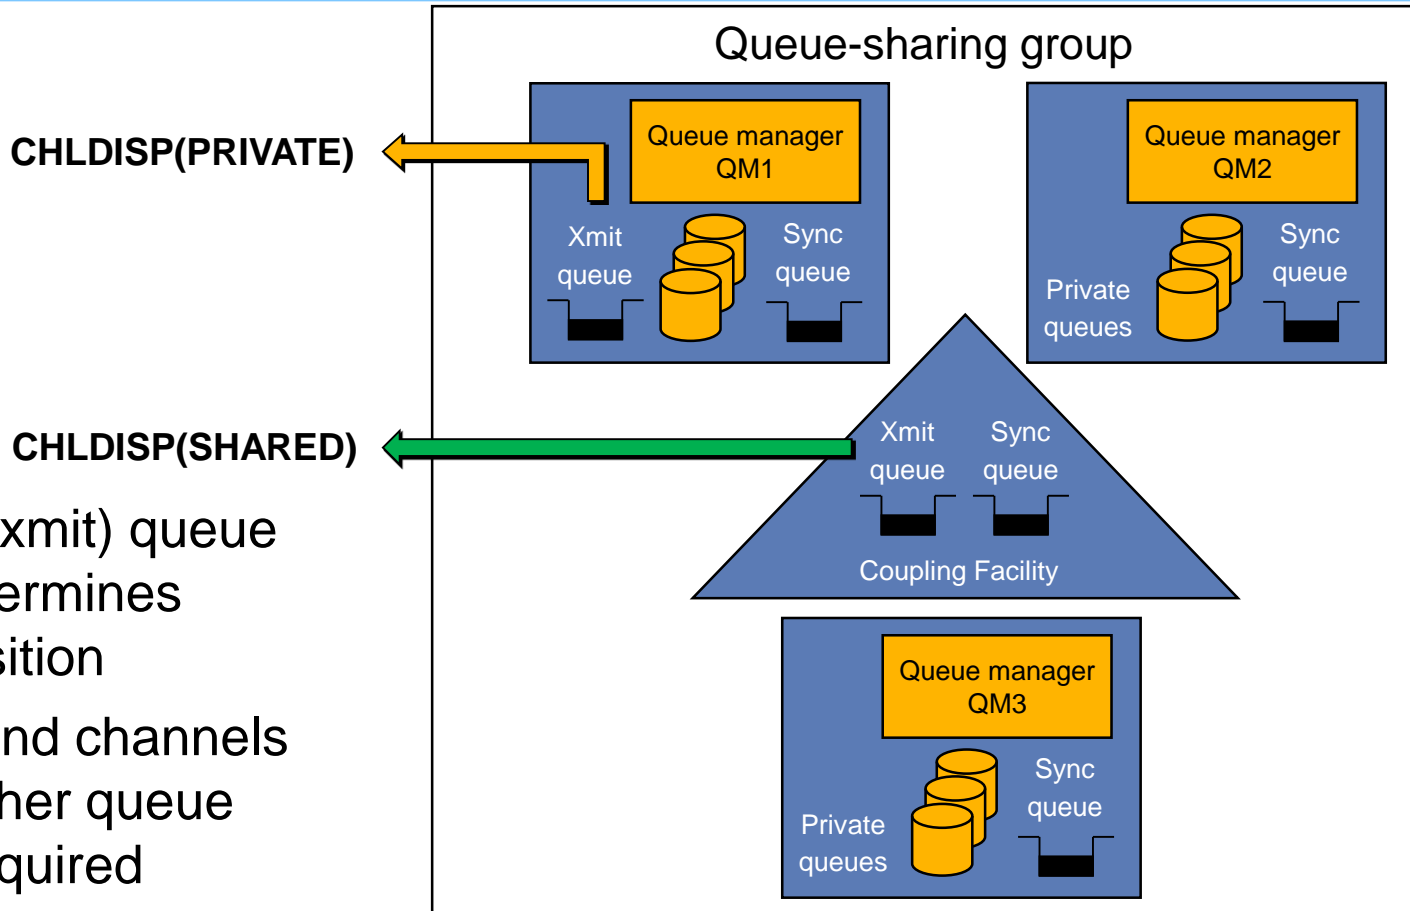 Queue-sharing group
CHLDISP(PRIVATE)
Queue manager
QM1
Xmit
queue
Sync
queue
Queue manager
QM2
Private
queues
Sync
queue
CHLDISP(SHARED)
Xmit
queue
Sync
queue
Coupling Facility
xmit) queue
ermines
sition
nd channels
her queue
quired
Queue manager
QM3
Private
queues
Sync
queue